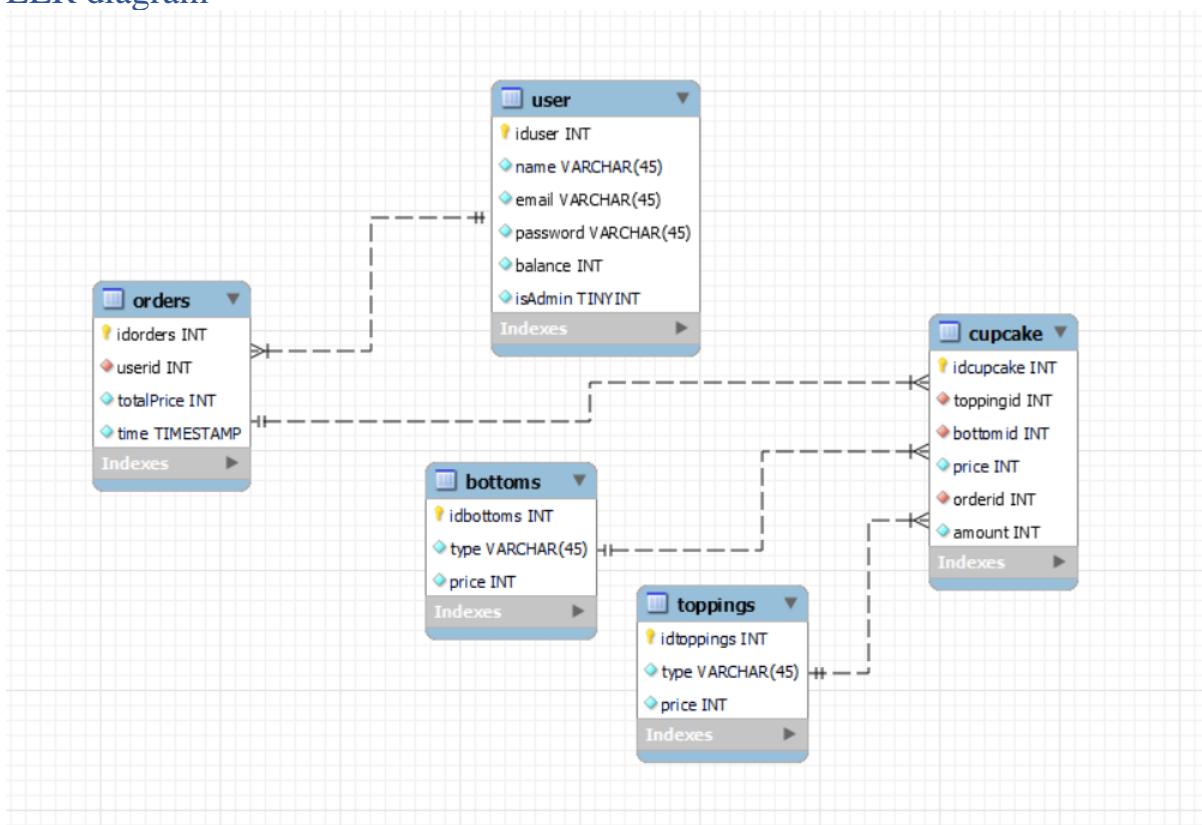 EER diagram
user
iduser INT
name VARCHAR(45)
email VARCHAR(45)
password VARCHAR(45)
balance INT
isAdmin TINYINT
Indexes
orders
idorders INT
userid INT
totalPrice INT
time TIMESTAMP
Indexes
cupcake
idcupcake INT
toppingid INT
bottomid INT
price INT
orderid INT
amount INT
Indexes
bottoms
idbottoms INT
type VARCHAR(45)
price INT
Indexes
toppings
idtoppings INT
type VARCHAR(45)
price INT
Indexes